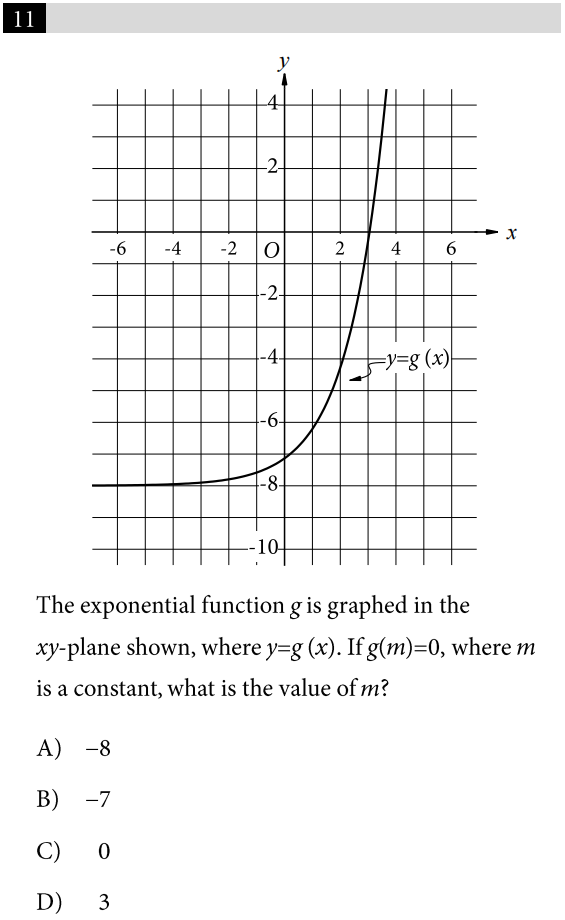 11
y
4
2
-6 -4 -2 O 2 4 6 x
-2
-4
y=g (x)
-6
-8
-10
The exponential function g is graphed in the
xy-plane shown, where y=g (x). If g(m)=0, where m
is a constant, what is the value of m?
A) –8
B) –7
C) 0
D) 3